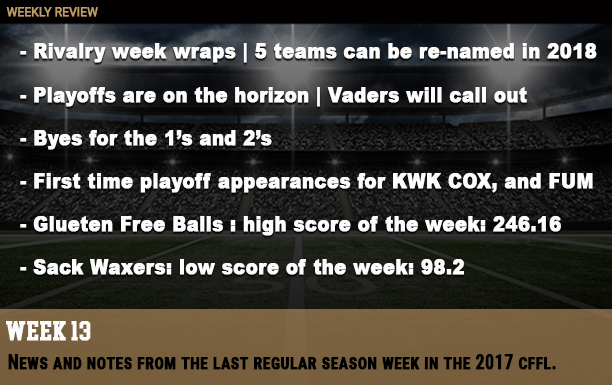 WEEKLY REVIEW
- Rivalry week wraps | 5 teams can be re-named in 2018
- Playoffs are on the horizon | Vaders will call out
- Byes for the 1's and 2's
- First time playoff appearances for KWK COX, and FUM
- Glueten Free Balls : high score of the week: 246.16
- Sack Waxers: low score of the week: 98.2
WEEK 13
News and notes from the last regular season week in the 2017 cffl.